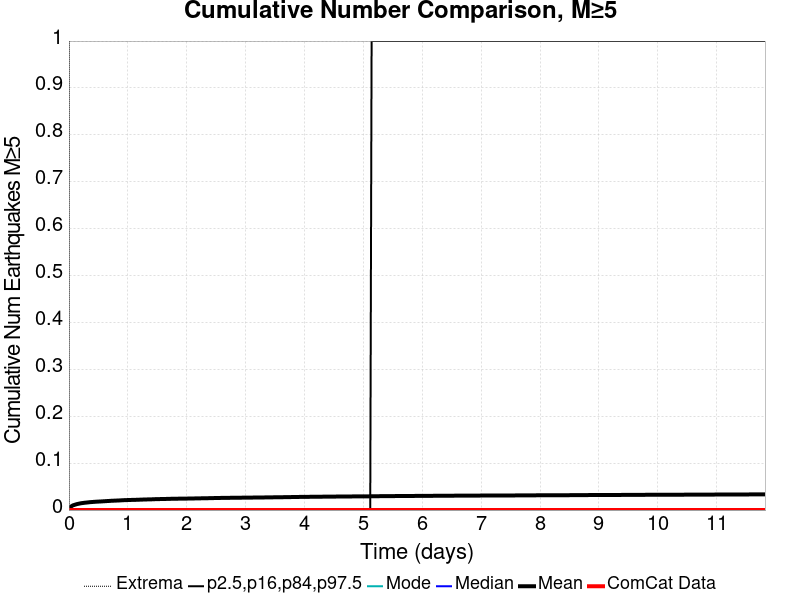 Cumulative Number Comparison, M≥5
Cumulative Num Earthquakes M≥5
1
0.9
0.8
0.7
0.6
0.5
0.4
0.3
0.2
0.1
0
0 1 2 3 4 5 6 7 8 9 10 11
Time (days)
Extrema p2.5,p16,p84,p97.5 Mode Median Mean ComCat Data